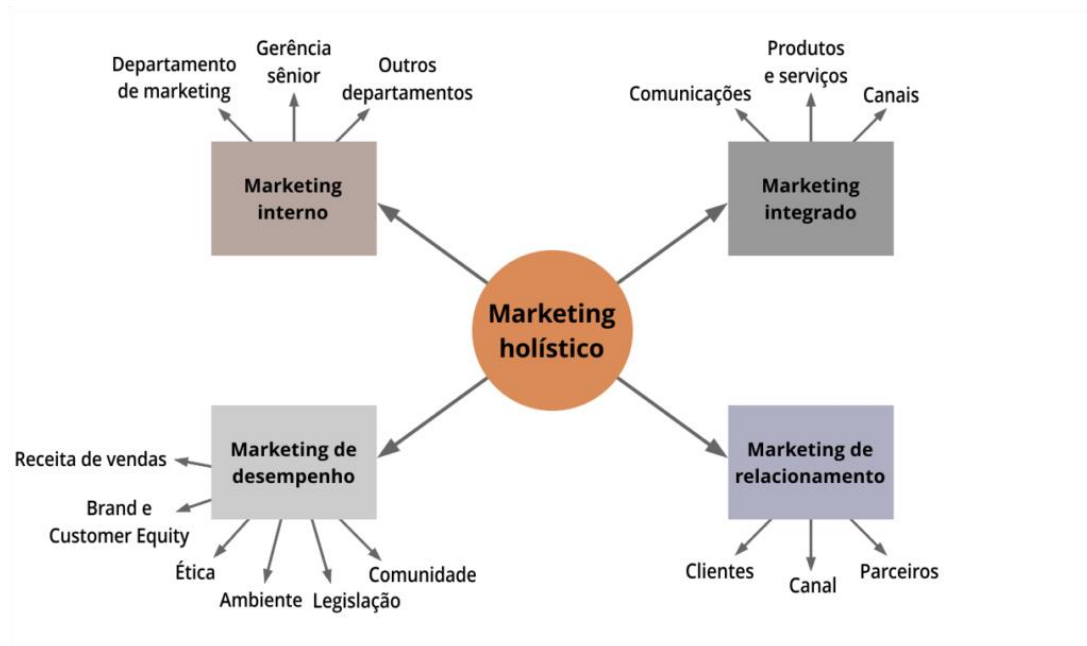 Departamento
de marketing
Gerência
sênior
Outros
departamentos
Marketing
interno
Comunicações
Produtos
e serviços
Canais
Marketing
integrado
Marketing
holístico
Marketing de
desempenho
Receita de vendas
Brand e
Customer Equity
Ética
Ambiente
Legislação
Comunidade
Marketing de
relacionamento
Clientes
Canal
Parceiros